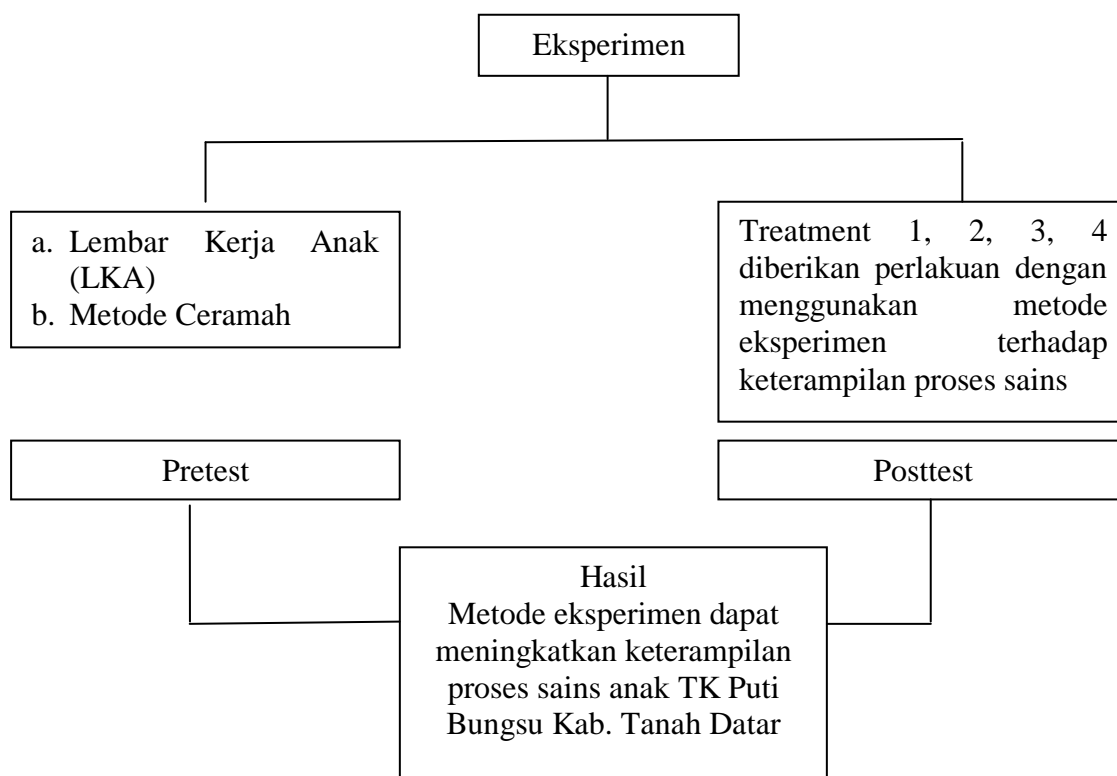 Eksperimen
a. Lembar Kerja Anak
(LKA)
b. Metode Ceramah
Treatment 1, 2, 3, 4
diberikan perlakuan dengan
menggunakan metode
eksperimen terhadap
keterampilan proses sains
Pretest
Posttest
Hasil
Metode eksperimen dapat
meningkatkan keterampilan
proses sains anak TK Puti
Bungsu Kab. Tanah Datar